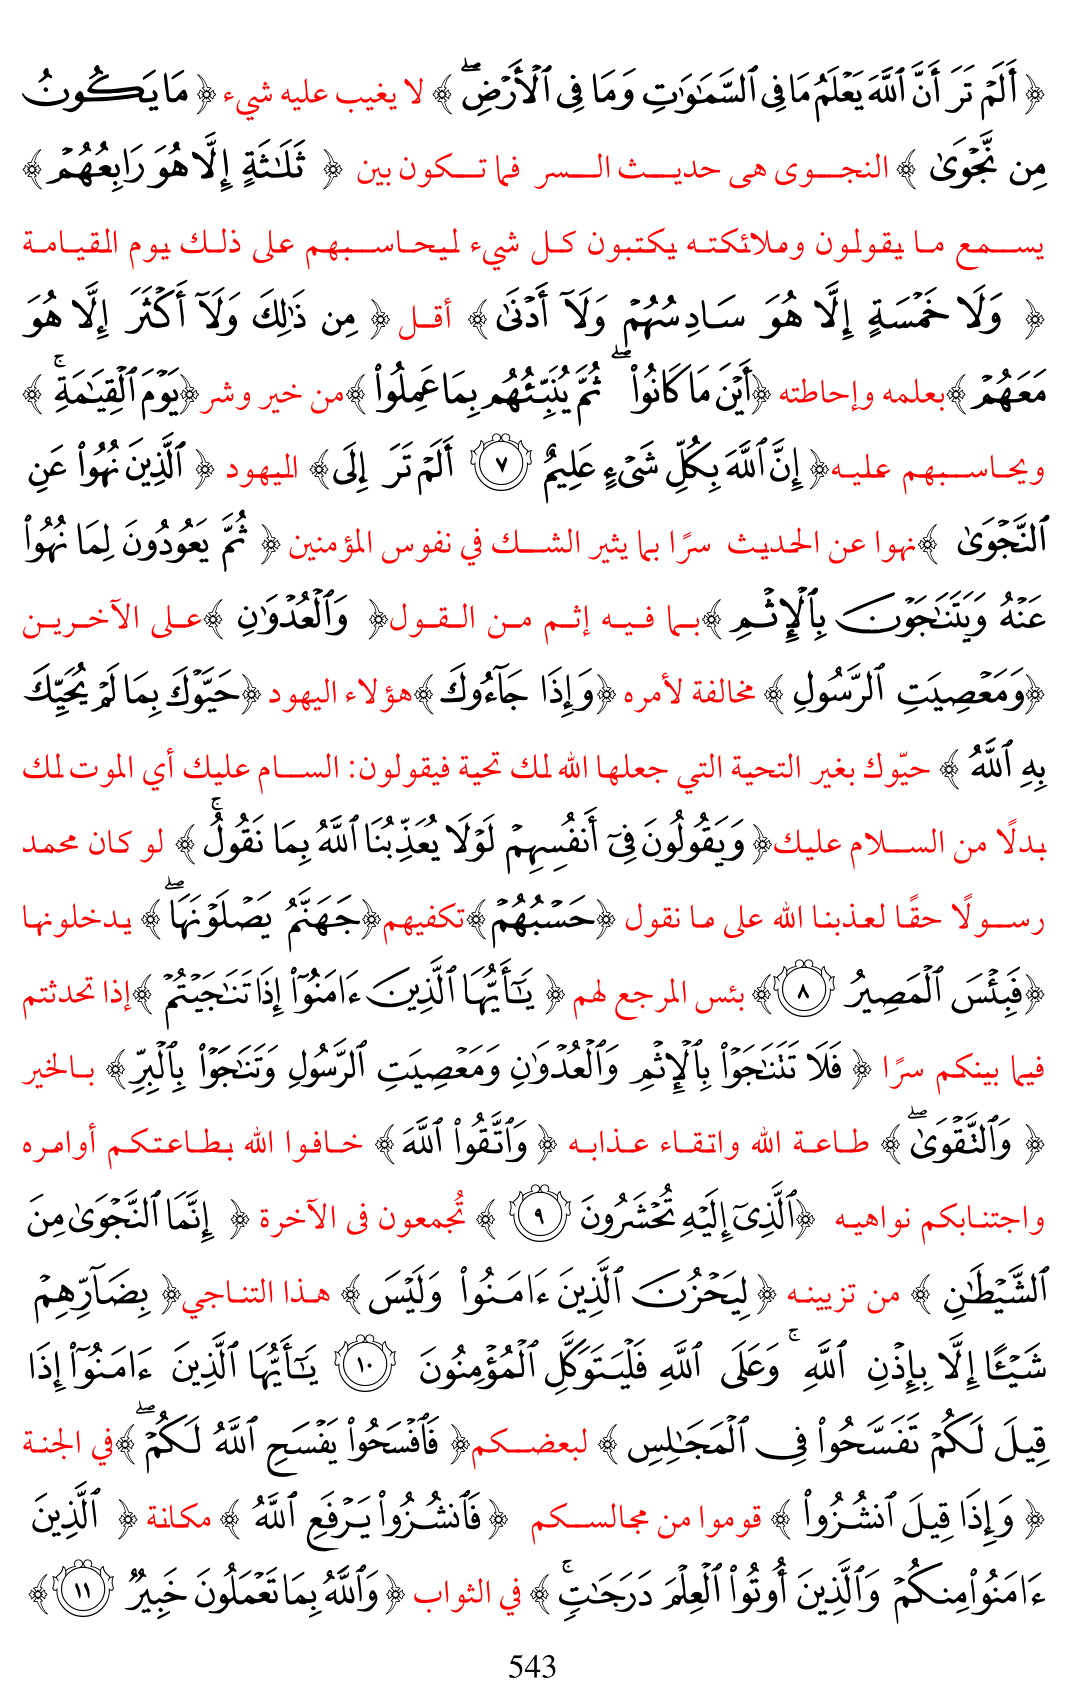 ﴿ أَلَمۡ تَرَ أَنَّ ٱللَّهَ يَعۡلَمُ مَا فِى ٱلسَّمَـٰوَٰتِ وَمَا فِى ٱلۡأَرۡضِۖ ﴾ لا يغيب عليه شيء ﴿ مَا يَكُونُ
مِن نَّجۡوَىٰ ﴾ النجوى هى حديث السر فما تكون بين ﴿ ثَلَـٰثَةٍ إِلَّا هُوَ رَابِعُهُمۡ ﴾
يسمع ما يقولون وملائكته يكتبون كل شيء ليحاسبهم على ذلك يوم القيامة
﴿ وَلَا خَمۡسَةٍ إِلَّا هُوَ سَادِسُهُمۡ وَلَآ أَدۡنَىٰ ﴾ أقل ﴿ مِن ذَٰلِكَ وَلَآ أَكۡثَرَ إِلَّا هُوَ
مَعَهُمۡ ﴾بعلمه وإحاطته ﴿أَيۡنَ مَا كَانُواْۖ ثُمَّ يُنَبِّئُهُم بِمَا عَمِلُواْ ﴾من خير وشر﴿يَوۡمَ ٱلۡقِيَـٰمَةِۚ ﴾
ويحاسبهم عليه﴿ إِنَّ ٱللَّهَ بِكُلِّ شَىۡءٍ عَلِيمٌ ٧ أَلَمۡ تَرَ إِلَى﴾ اليهود ﴿ ٱلَّذِينَ نُهُواْ عَنِ
ٱلنَّجۡوَىٰ ﴾نهوا عن الحديث سرًا بما يثير الشك في نفوس المؤمنين ﴿ ثُمَّ يَعُودُونَ لِمَا نُهُواْ
عَنۡهُ وَيَتَنَـٰجَوۡنَ بِٱلۡإِثۡمِ ﴾بما فيه إثم من القول﴿ وَٱلۡعُدۡوَٰنِ ﴾على الآخرين
﴿وَمَعۡصِيَتِ ٱلرَّسُولِ ﴾ مخالفة لأمره ﴿وَإِذَا جَآءُوكَ﴾هؤلاء اليهود ﴿حَيَّوۡكَ بِمَا لَمۡ يُحَيِّكَ
بِهِ ٱللَّهُ ﴾ حيّوك بغير التحية التي جعلها الله لك تحية فيقولون: السام عليك أي الموت لك
بدلًا من السلام عليك﴿ وَيَقُولُونَ فِىٓ أَنفُسِهِمۡ لَوۡلَا يُعَذِّبُنَا ٱللَّهُ بِمَا نَقُولُۚ ﴾ لو كان محمد
رسولًا حقًا لعذبنا الله على ما نقول ﴿حَسۡبُهُمۡ﴾تكفيهم﴿جَهَنَّمُ يَصۡلَوۡنَهَاۖ ﴾ يدخلونها
﴿فَبِئۡسَ ٱلۡمَصِيرُ ٨ ﴾ بئس المرجع لهم ﴿ يَـٰٓأَيُّهَا ٱلَّذِينَ ءَامَنُوٓاْ إِذَا تَنَـٰجَيۡتُمۡ ﴾إذا تحدثتم
فيما بينكم سرًا ﴿ فَلَا تَتَنَـٰجَوۡاْ بِٱلۡإِثۡمِ وَٱلۡعُدۡوَٰنِ وَمَعۡصِيَتِ ٱلرَّسُولِ وَتَنَـٰجَوۡاْ بِٱلۡبِرِّ ﴾ بالخير
﴿ وَٱلتَّقۡوَىٰۖ ﴾ طاعة الله واتقاء عذابه ﴿ وَٱتَّقُواْ ٱللَّهَ ﴾ خافوا الله بطاعتكم أوامره
واجتنابكم نواهيه ﴿ٱلَّذِىٓ إِلَيۡهِ تُحۡشَرُونَ ٩ ﴾ تُجمعون فى الآخرة ﴿ إِنَّمَا ٱلنَّجۡوَىٰ مِنَ
ٱلشَّيۡطَـٰنِ ﴾ من تزيينه ﴿ لِيَحۡزُنَ ٱلَّذِينَ ءَامَنُواْ وَلَيۡسَ ﴾ هذا التناجي﴿ بِضَآرِّهِمۡ
شَيۡـًٔا إِلَّا بِإِذۡنِ ٱللَّهِۚ وَعَلَى ٱللَّهِ فَلۡيَتَوَكَّلِ ٱلۡمُؤۡمِنُونَ ١٠ يَـٰٓأَيُّهَا ٱلَّذِينَ ءَامَنُوٓاْ إِذَا
قِيلَ لَكُمۡ تَفَسَّحُواْ فِى ٱلۡمَجَـٰلِسِ ﴾ لبعضكم﴿ فَٱفۡسَحُواْ يَفۡسَحِ ٱللَّهُ لَكُمۡۖ ﴾في الجنة
﴿ وَإِذَا قِيلَ ٱنشُزُواْ ﴾ قوموا من مجالسكم ﴿ فَٱنشُزُواْ يَرۡفَعِ ٱللَّهُ ﴾ مكانة ﴿ ٱلَّذِينَ
ءَامَنُواْ مِنكُمۡ وَٱلَّذِينَ أُوتُواْ ٱلۡعِلۡمَ دَرَجَـٰتٍۚ ﴾ في الثواب ﴿ وَٱللَّهُ بِمَا تَعۡمَلُونَ خَبِيرٌ ١١ ﴾
543